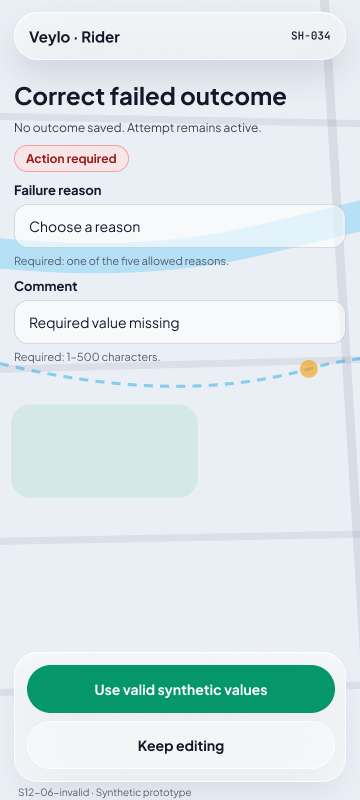 Veylo · Rider
SH-034
Correct failed outcome
No outcome saved. Attempt remains active.
Action required
Failure reason
Choose a reason
Required: one of the five allowed reasons.
Comment
Required value missing
Required: 1–500 characters.
Use valid synthetic values
Keep editing
S12-06-invalid · Synthetic prototype